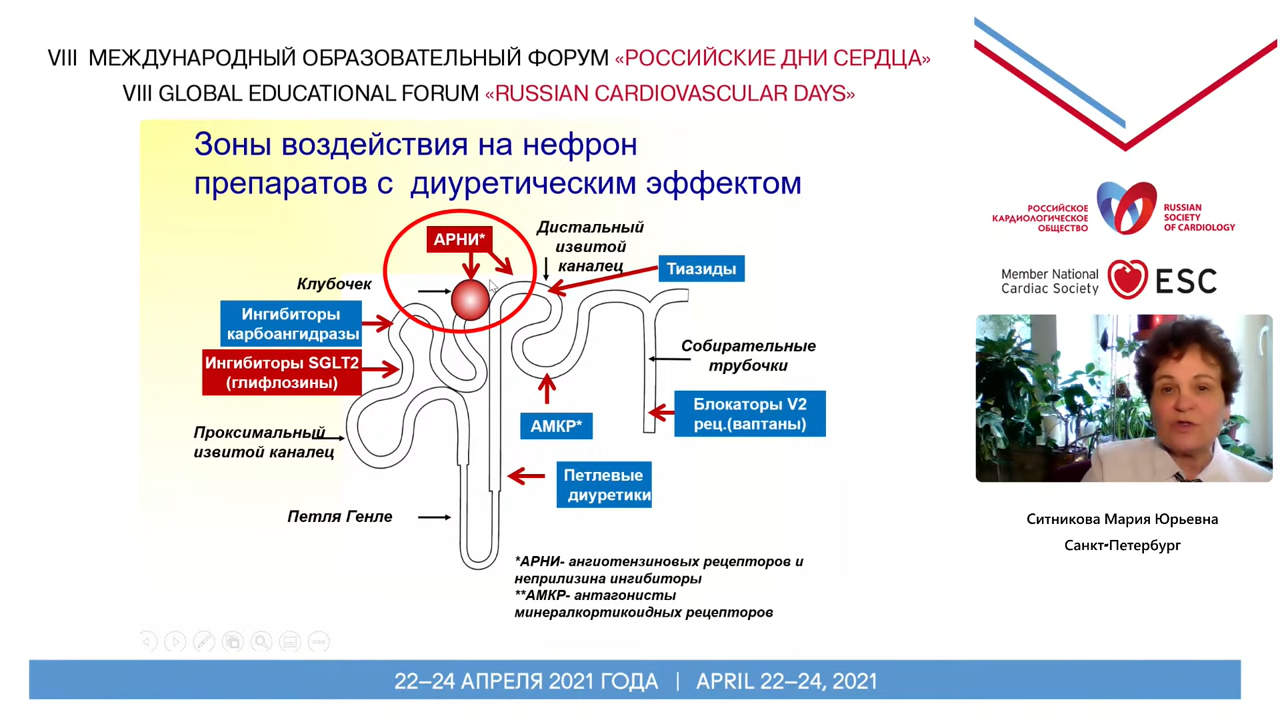 VIII МЕЖДУНАРОДНЫЙ ОБРАЗОВАТЕЛЬНЫЙ ФОРУМ «РОССИЙСКИЕ ДНИ СЕРДЦА»
VIII GLOBAL EDUCATIONAL FORUM «RUSSIAN CARDIOVASCULAR DAYS»
Зоны воздействия на нефрон
препаратов с диуретическим эффектом
АРНИ*
Дистальный
извитой
каналец
Тиазиды
Клубочек
Ингибиторы
карбоангидразы
Ингибиторы SGLT2
(глифлозины)
Собирательные
трубочки
Блокаторы V2
рец.(ваптаны)
АМКР*
Проксимальный
извитой каналец
Петлевые
диуретики
Петля Генле
*АРНИ- ангиотензиновых рецепторов и
неприлизина ингибиторы
**АМКР- антагонисты
минералкортикоидных рецепторов
РОССИЙСКОЕ
КАРДИОЛОГИЧЕСКОЕ
ОБЩЕСТВО
RUSSIAN
SOCIETY
OF CARDIOLOGY
Member National
Cardiac Society
ESC
Ситникова Мария Юрьевна
Санкт-Петербург
22–24 АПРЕЛЯ 2021 ГОДА | APRIL 22–24, 2021